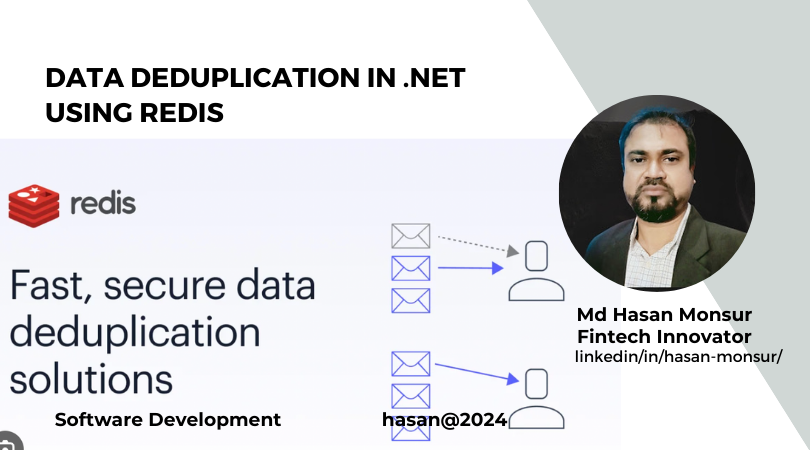 DATA DEDUPLICATION IN .NET
USING REDIS
redis
Fast, secure data
deduplication
solutions
Md Hasan Monsur
Fintech Innovator
linkedin/in/hasan-monsur/
Software Development
hasan@2024